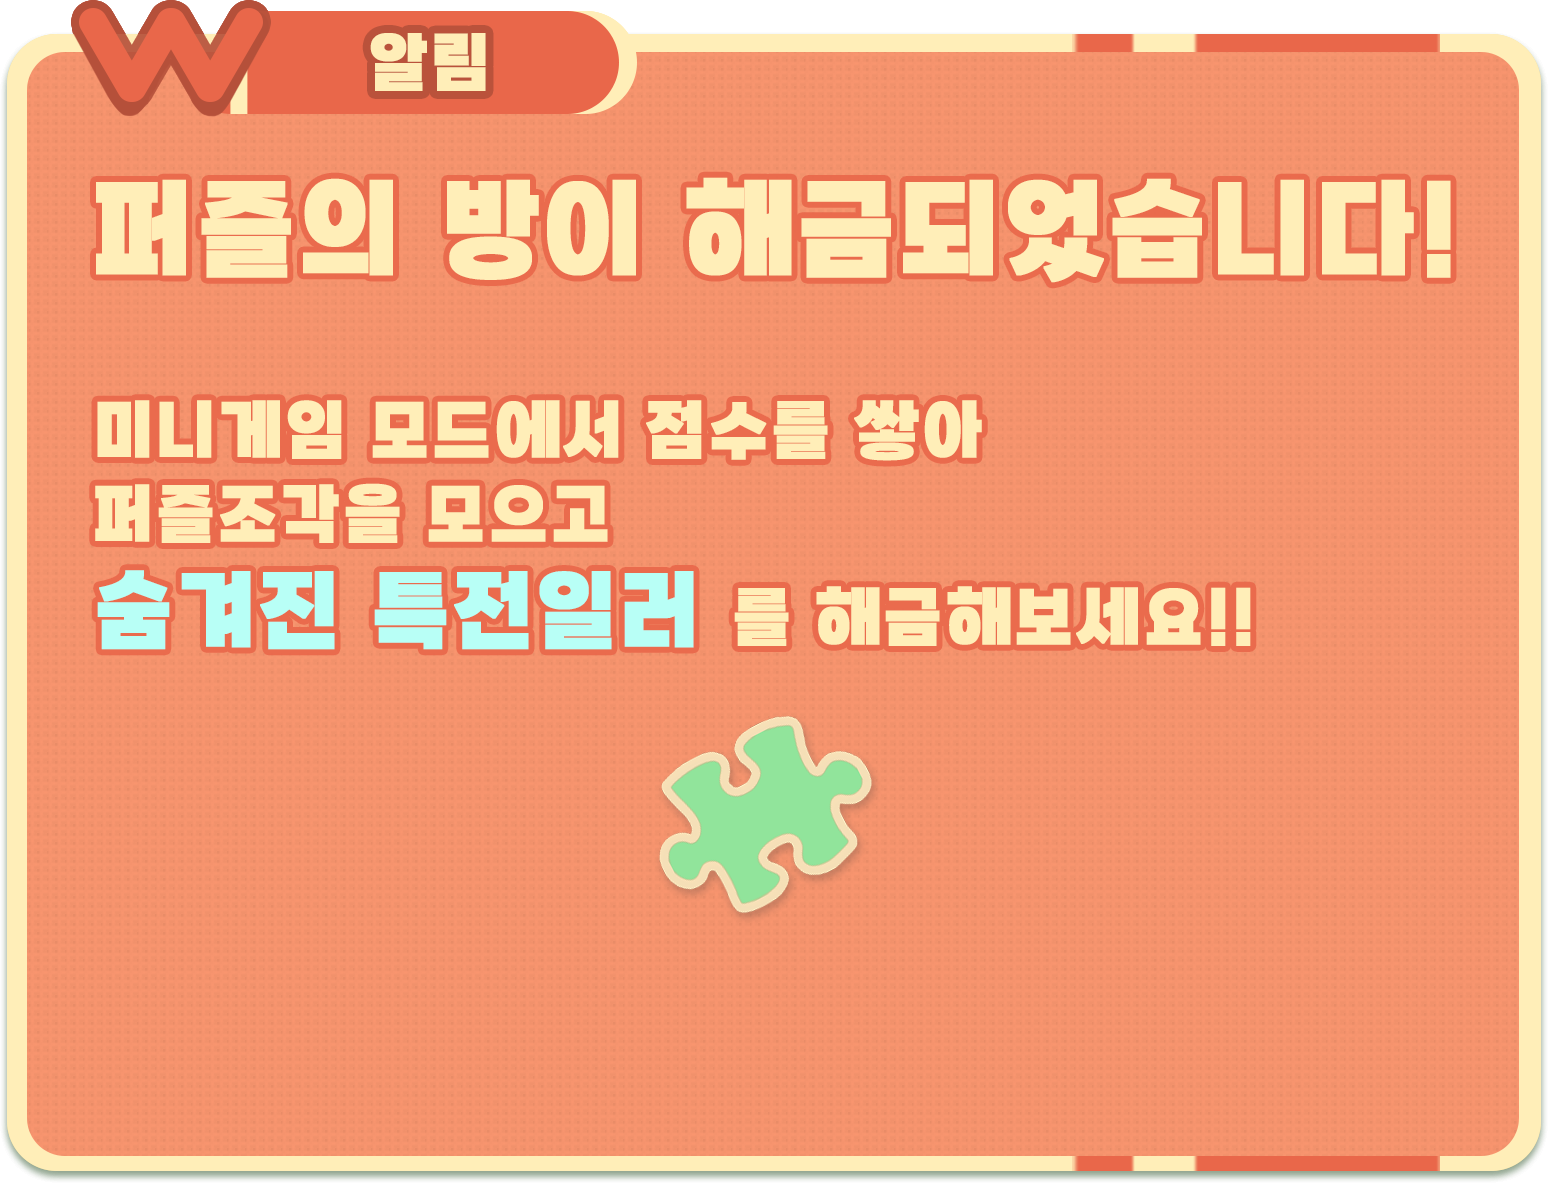 W 알림
퍼즐의 방이 해금되었습니다!
미니게임 모드에서 점수를 쌓아
퍼즐조각을 모으고
숨겨진 특전일러 를 해금해보세요!!